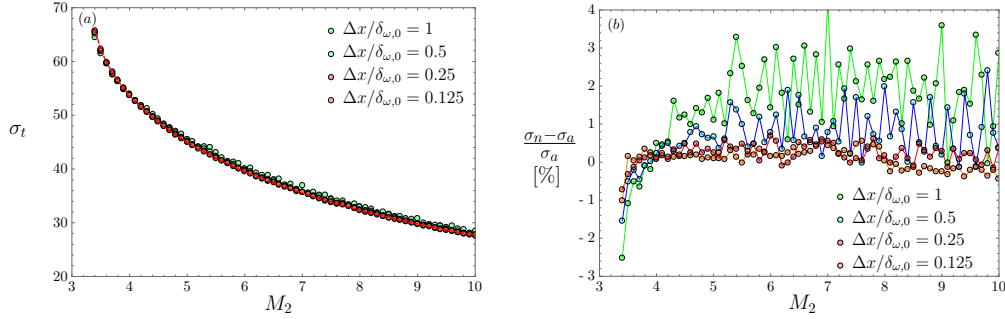 (a)
70
60
50
40
30
20
σ_t
3 4 5 6 7 8 9 10
M_2
Δx/δ_{ω,0} = 1
Δx/δ_{ω,0} = 0.5
Δx/δ_{ω,0} = 0.25
Δx/δ_{ω,0} = 0.125
(b)
4
3
2
1
0
- 1
- 2
- 3
σ_n−σ_a
σ_a
[%]
3 4 5 6 7 8 9 10
M_2
Δx/δ_{ω,0} = 1
Δx/δ_{ω,0} = 0.5
Δx/δ_{ω,0} = 0.25
Δx/δ_{ω,0} = 0.125